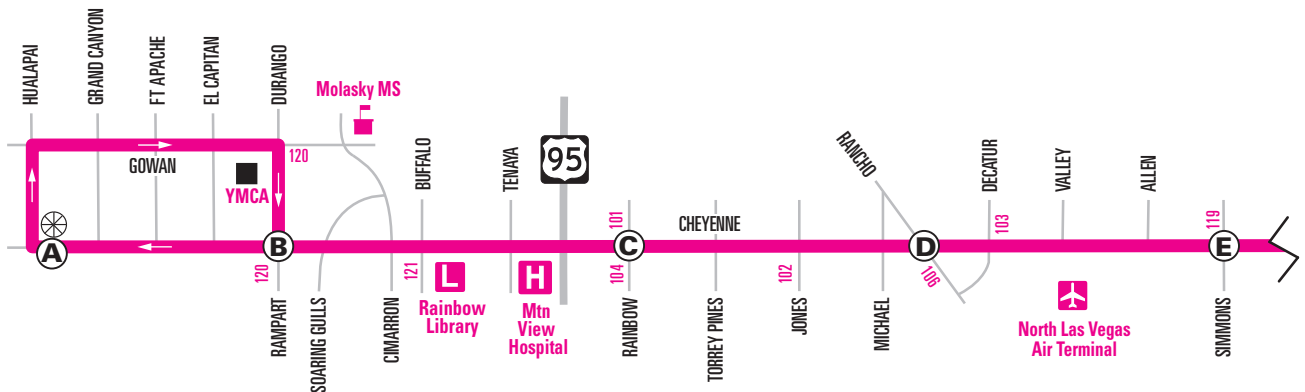 HUALAPAI
GRAND CANYON
FT APACHE
EL CAPITAN
DURANGO
Molasky MS
120
GOWAN
YMCA
BUFFALO
TENAYA
95
RANCHO
DECATUR
VALLEY
ALLEN
101
CHEYENNE
103
119
A
B
C
D
E
120
121
104
102
106
L
H
RAMPART
SOARING GULLS
CIMARRON
Rainbow
Library
Mtn
View
Hospital
RAINBOW
TORREY PINES
JONES
MICHAEL
North Las Vegas
Air Terminal
SIMMONS